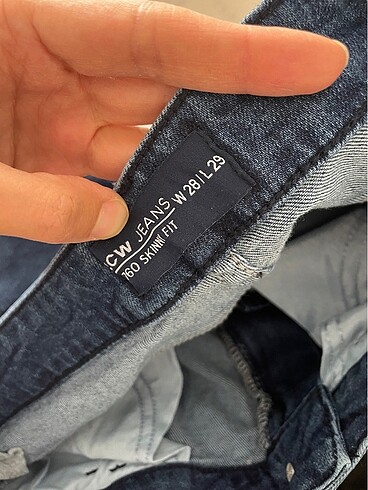 CW JEANS
760 SKINNY FIT
W 28 / L 29